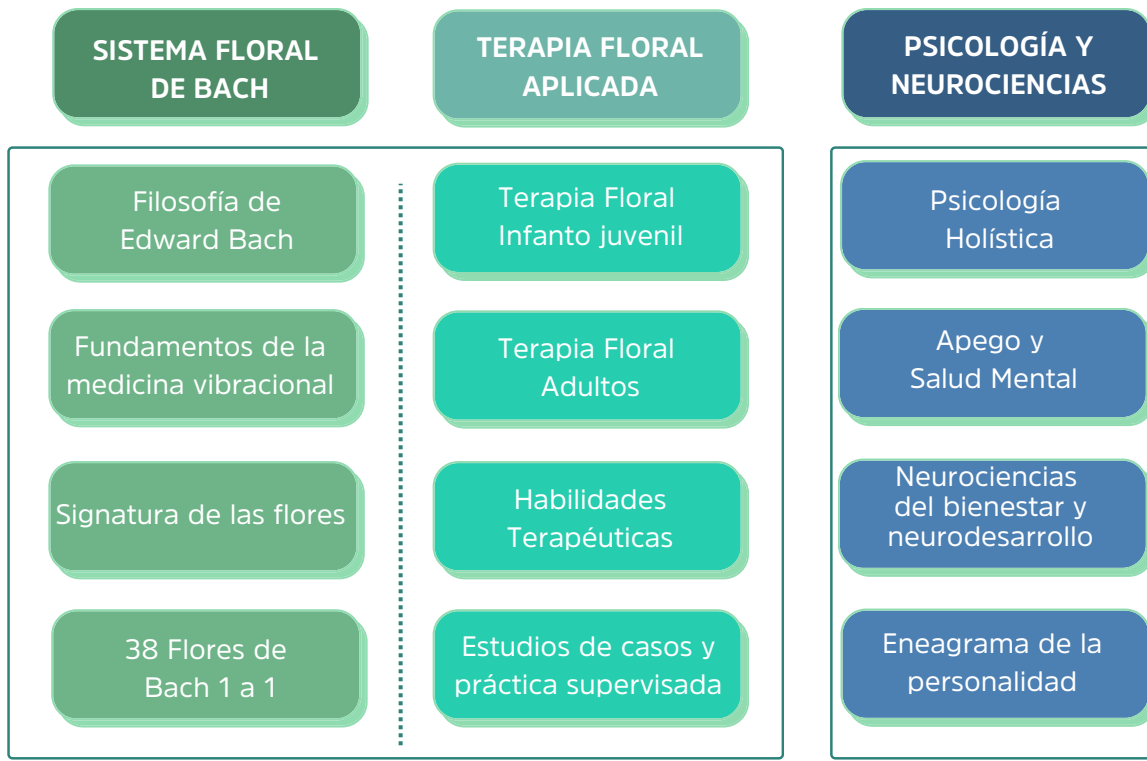 SISTEMA FLORAL
DE BACH
Filosofía de
Edward Bach
Fundamentos de la
medicina vibracional
Signatura de las flores
38 Flores de
Bach 1 a 1
TERAPIA FLORAL
APLICADA
Terapia Floral
Infanto juvenil
Terapia Floral
Adultos
Habilidades
Terapéuticas
Estudios de casos y
práctica supervisada
PSICOLOGÍA Y
NEUROCIENCIAS
Psicología
Holística
Apego y
Salud Mental
Neurociencias
del bienestar y
neurodesarrollo
Eneagrama de la
personalidad